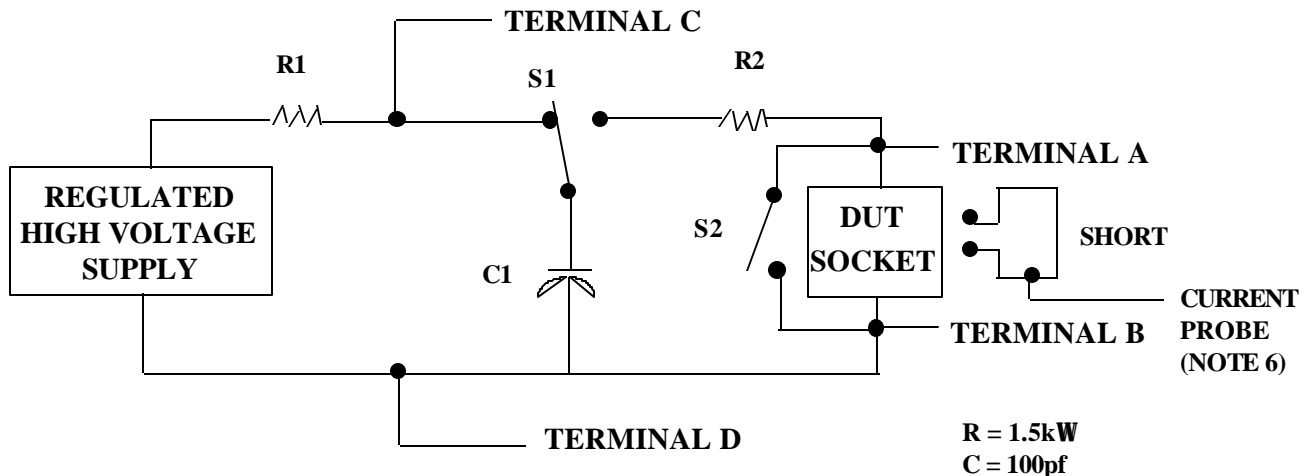 TERMINAL C
R1
S1
R2
TERMINAL A
REGULATED
HIGH VOLTAGE
SUPPLY
DUT
SOCKET
S2
SHORT
C1
CURRENT
PROBE
(NOTE 6)
TERMINAL B
TERMINAL D
R = 1.5kW
C = 100pf